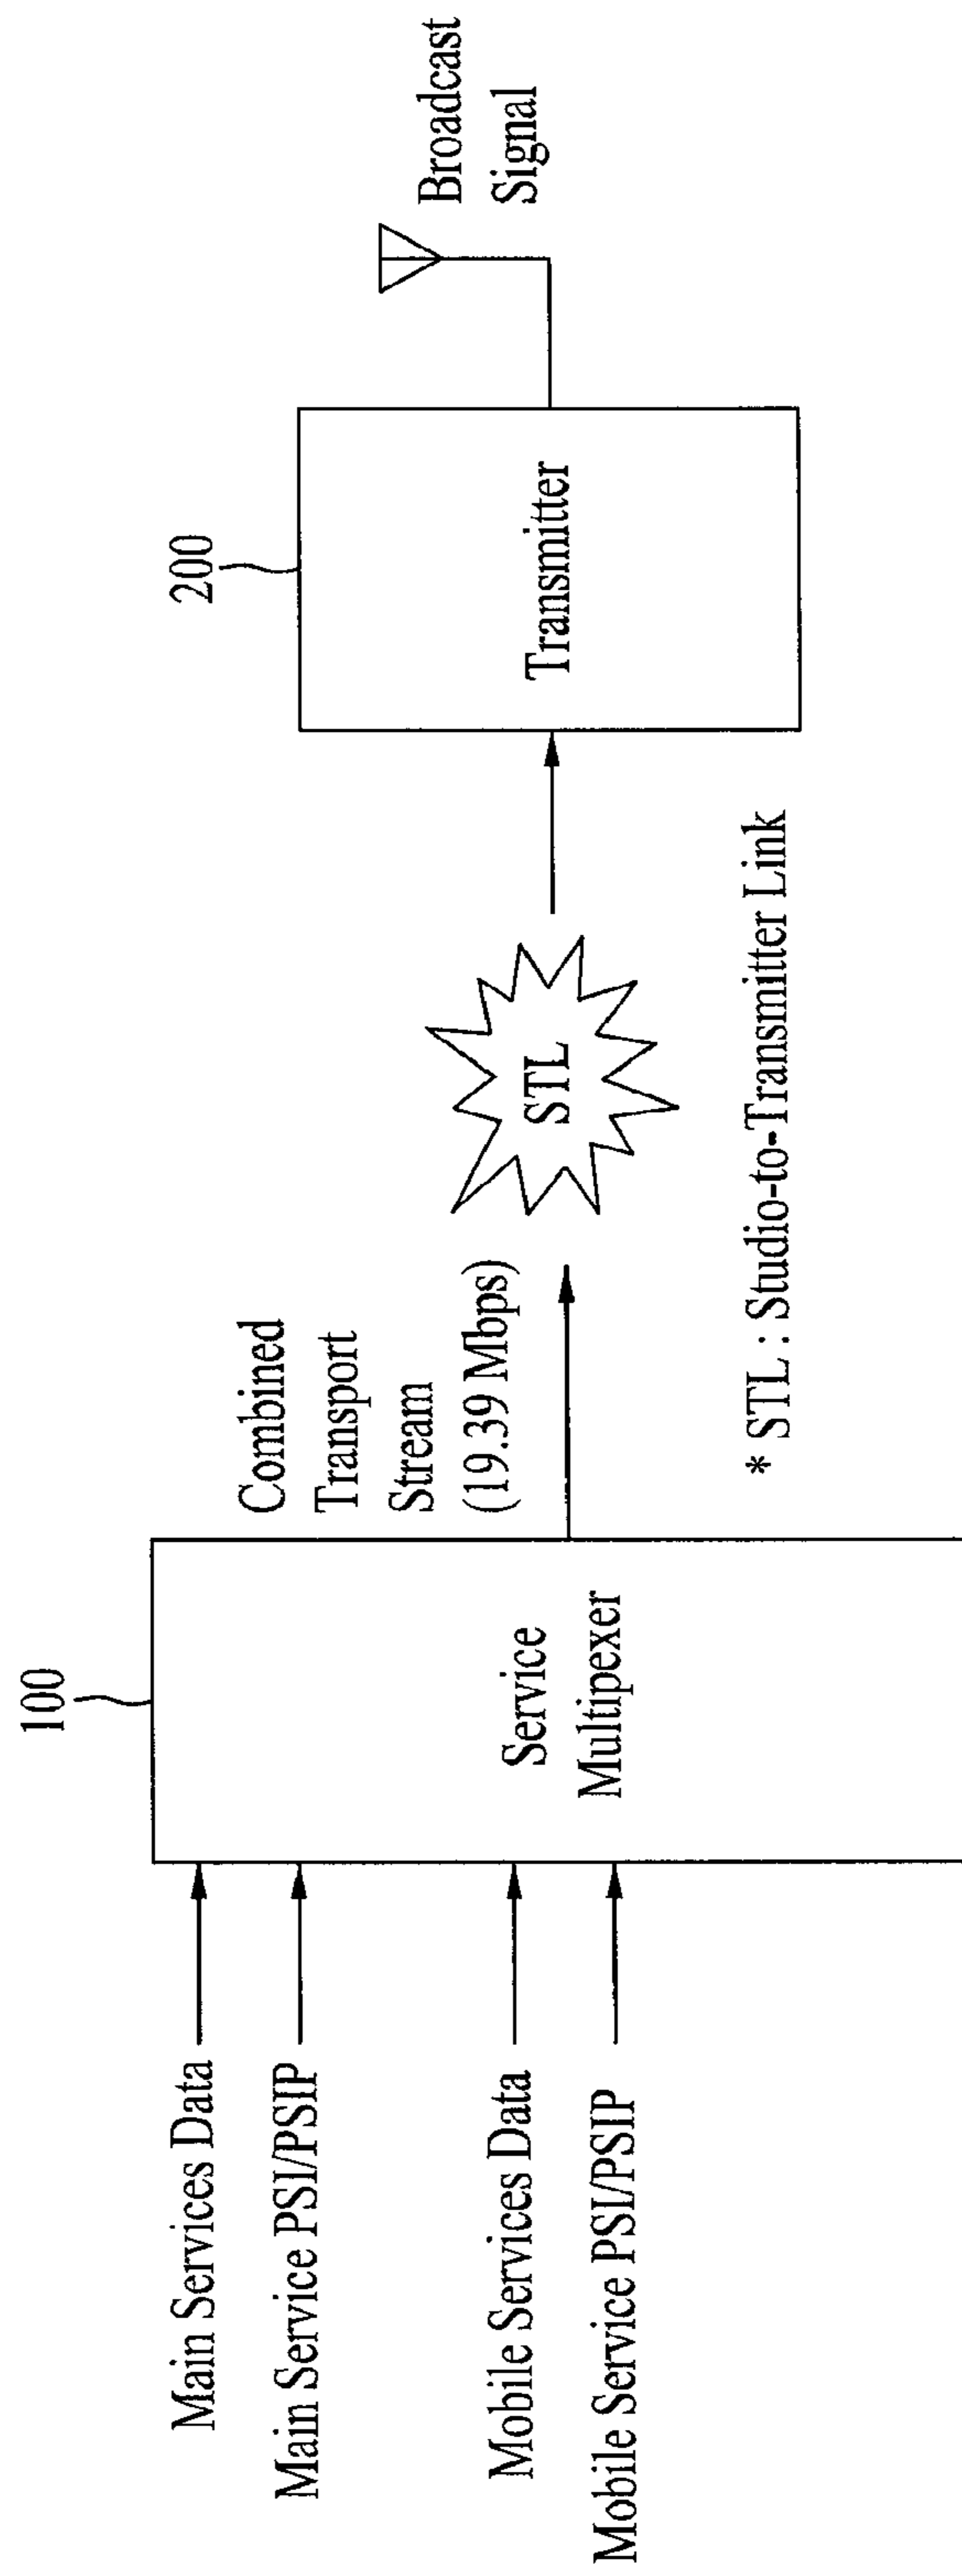 Main Services Data
Main Service PSI/PSIP
Mobile Services Data
Mobile Service PSI/PSIP
100
Service
Multipexer
Combined
Transport
Stream
(19.39 Mbps)
STL
200
Transmitter
Broadcast
Signal
* STL : Studio-to-Transmitter Link